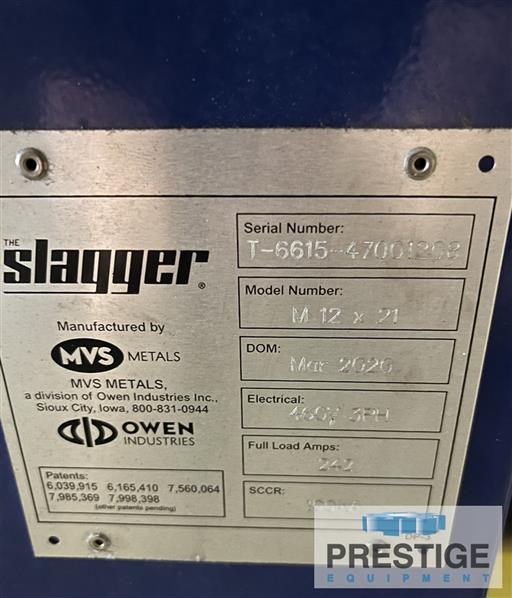 THE
slagger®
Manufactured by
MVS METALS
MVS METALS,
a division of Owen Industries Inc.,
Sioux City, Iowa, 800-831-0944
OWEN
INDUSTRIES
Patents:
6,039,915 6,165,410 7,560,064
7,985,369 7,998,398
(other patents pending)
Serial Number:
T-6615-47001208
Model Number:
M 12 x 21
DOM:
Mar 2020
Electrical:
460V 3PH
Full Load Amps:
SCCR:
PRESTIGE
EQUIPMENT